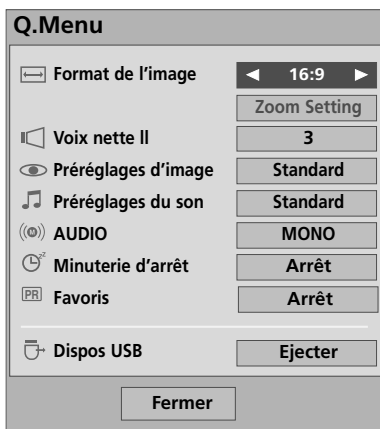 Q.Menu
Format de l'image ◄ 16:9 ►
Zoom Setting
Voix nette ll 3
Préréglages d'image Standard
Préréglages du son Standard
AUDIO MONO
Minuterie d'arrêt Arrêt
PR Favoris Arrêt
Dispos USB Ejecter
Fermer